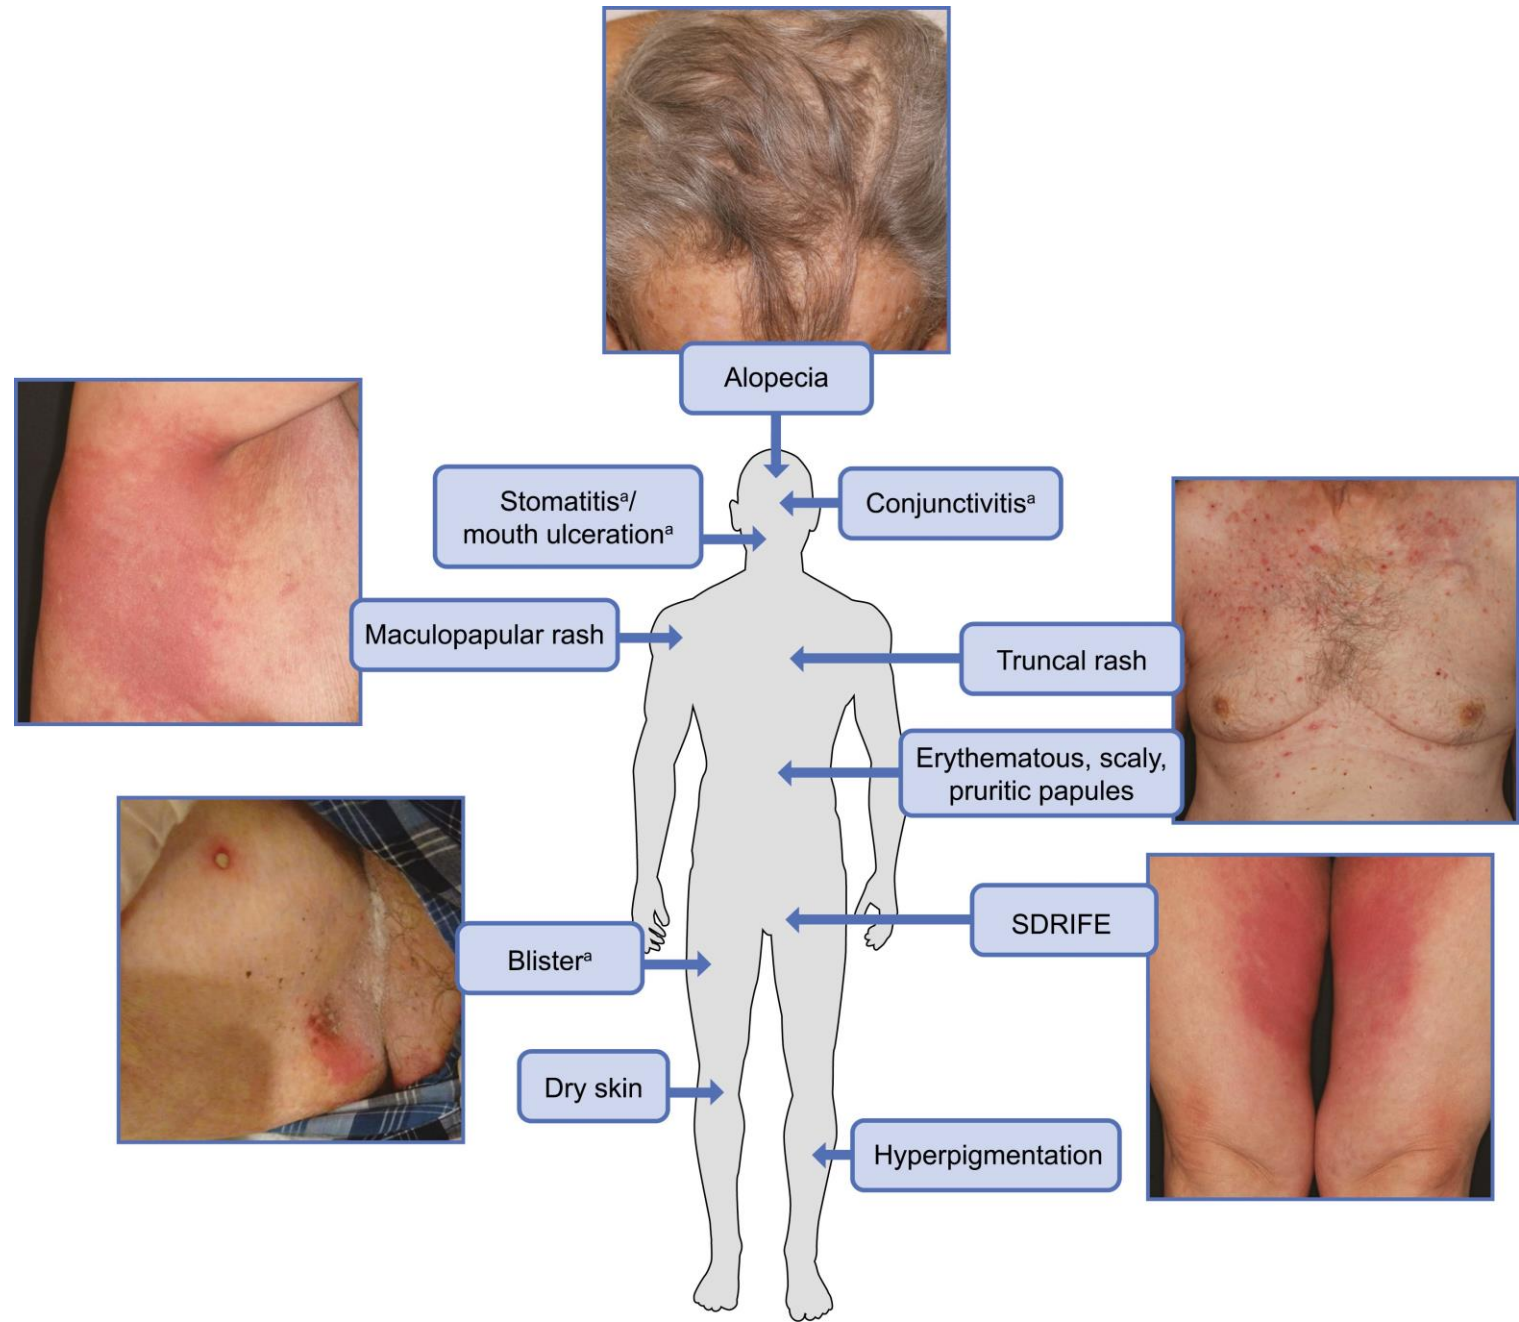 Alopecia
Stomatitisᵃ/
mouth ulcerationᵃ
Conjunctivitisᵃ
Maculopapular rash
Truncal rash
Erythematous, scaly,
pruritic papules
SDRIFE
Blisterᵃ
Dry skin
Hyperpigmentation